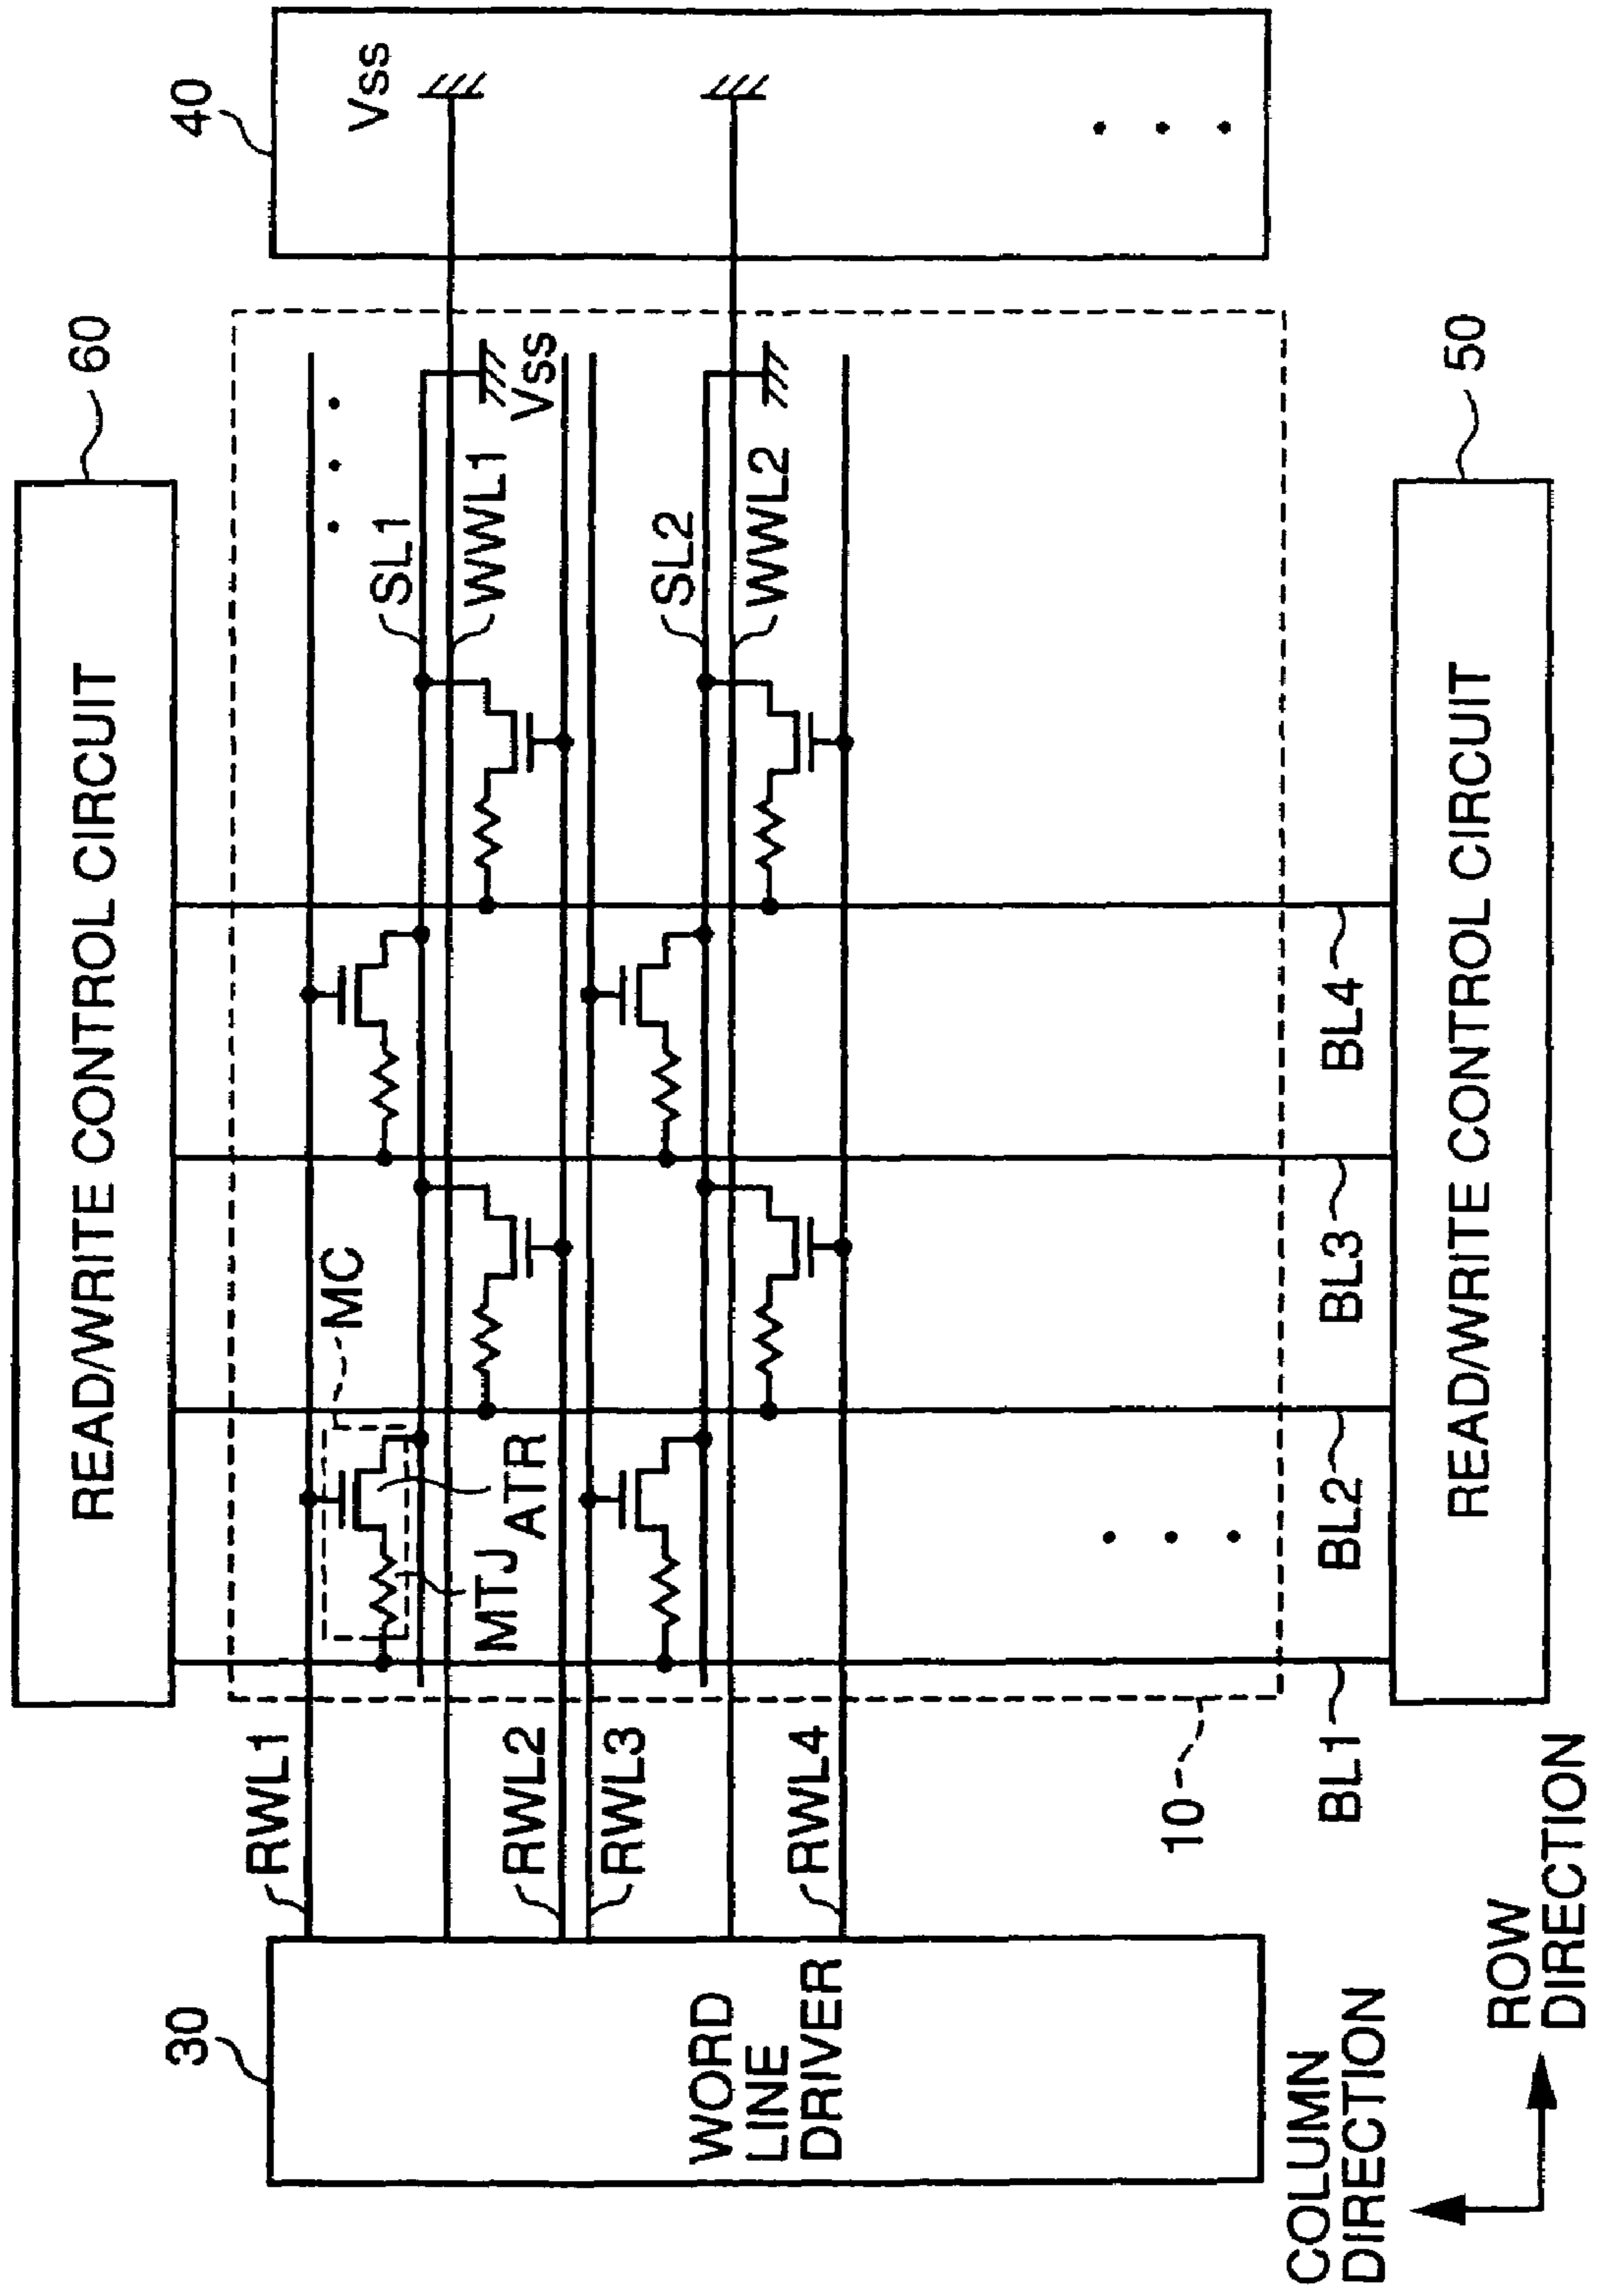 60
READ/WRITE CONTROL CIRCUIT
30
WORD
LINE
DRIVER
40
Vss
RWL1
MC
MTJ
ATR
SL1
WWL1
Vss
RWL2
RWL3
SL2
WWL2
RWL4
10
BL1
BL2
BL3
BL4
50
READ/WRITE CONTROL CIRCUIT
COLUMN
DIRECTION
ROW
DIRECTION